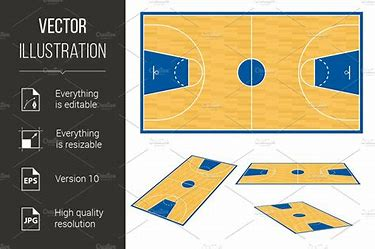 VECTOR
ILLUSTRATION
Everything
is editable
Everything
is resizable
EPS
Version 10
JPG
High quality
resolution